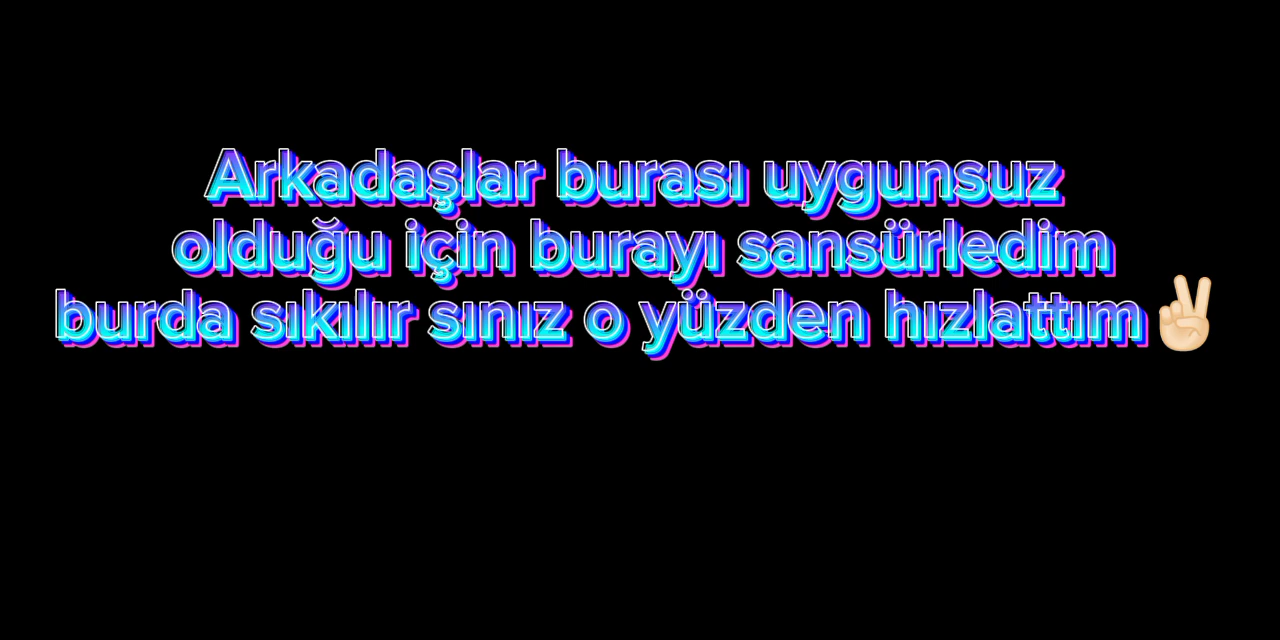 Arkadaşlar burası uygunsuz
olduğu için burayı sansürledim
burda sıkılır sınız o yüzden hızlattım✌🏻